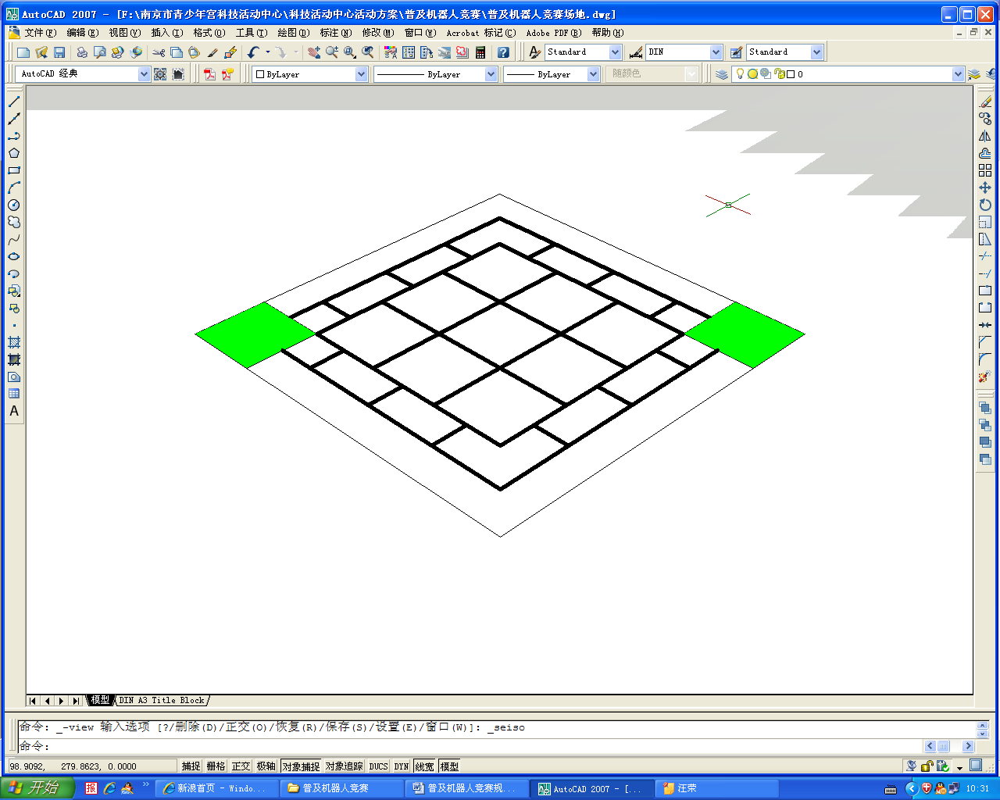 AutoCAD 2007 - [F:\南京市青少年宫科技活动中心\科技活动中心活动方案\普及机器人竞赛\普及机器人竞赛场地.dwg]
文件(F) 编辑(E) 视图(V) 插入(I) 格式(O) 工具(T) 绘图(D) 标注(N) 修改(M) 窗口(W) Acrobat 标记(C) Adobe PDF(B) 帮助(H)
Standard DIN Standard
AutoCAD 经典 ByLayer ByLayer ByLayer 随颜色 0
A
模型 DIN A3 Title Block
命令: _-view 输入选项 [?/删除(D)/正交(O)/恢复(R)/保存(S)/设置(E)/窗口(W)]: _seiso
命令:
98.9092, 279.8623, 0.0000 捕捉 栅格 正交 极轴 对象捕捉 对象追踪 DUCS DYN 线宽 模型
开始 报 新浪首页 - Windo... 普及机器人竞赛 普及机器人竞赛规... AutoCAD 2007 - [... 汪荣 10:31